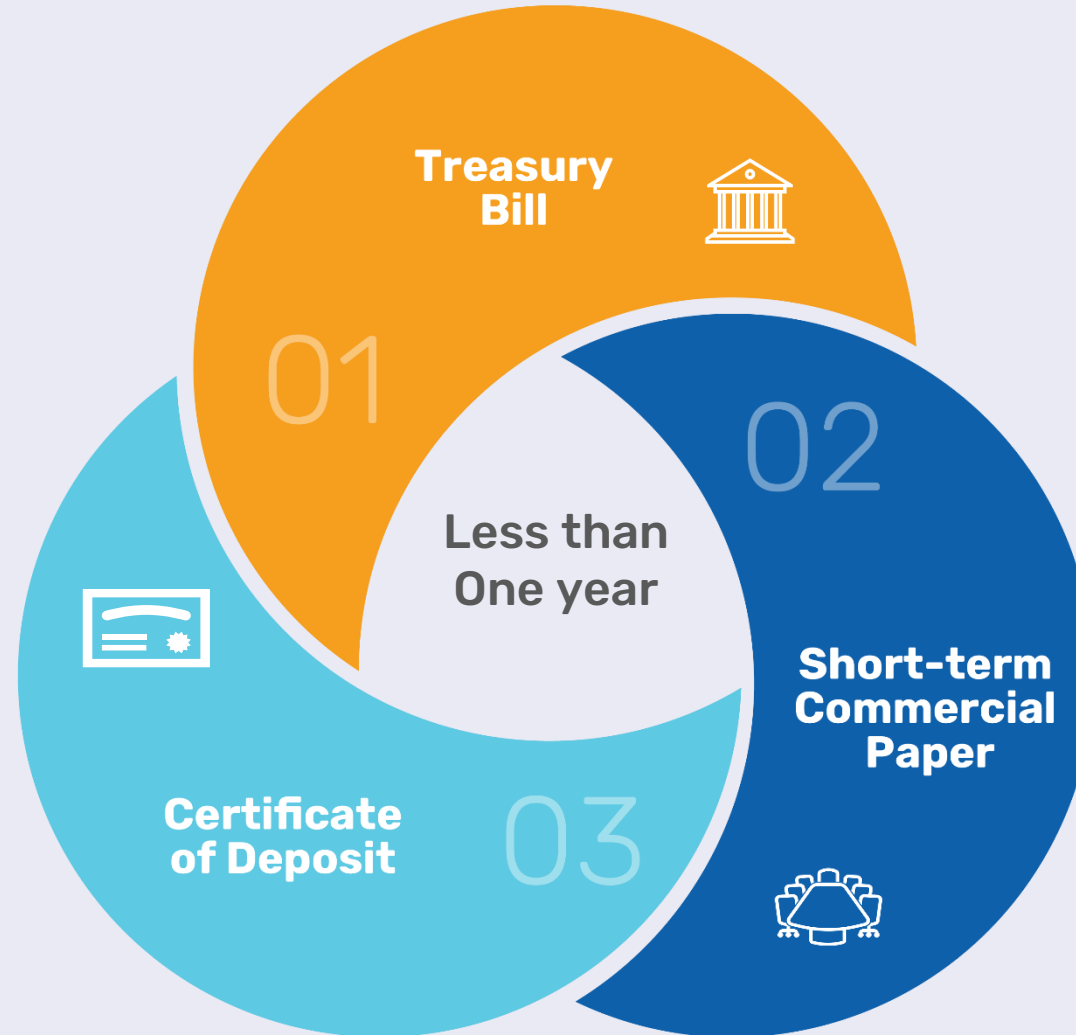 Treasury
Bill
01
02
Less than
One year
Short-term
Commercial
Paper
Certificate
of Deposit
03